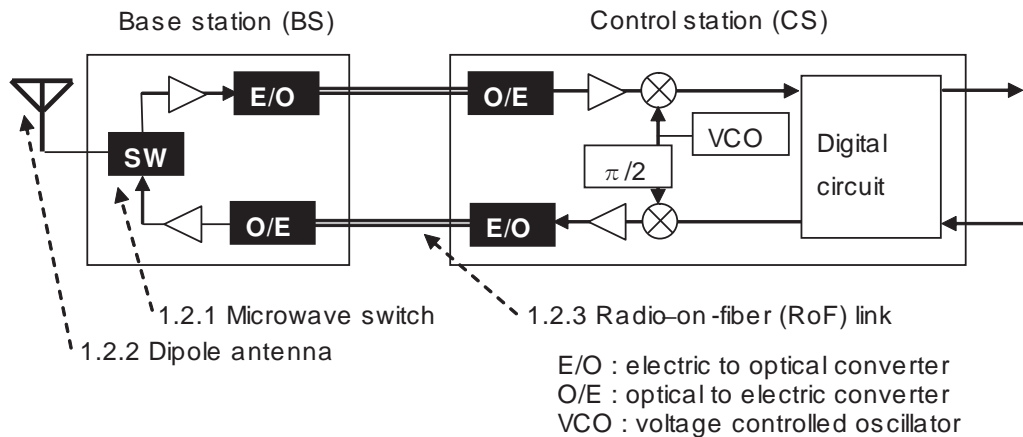 Base station (BS)
Control station (CS)
E/O
O/E
SW
VCO
π/2
Digital
circuit
O/E
E/O
1.2.1 Microwave switch
1.2.3 Radio-on-fiber (RoF) link
1.2.2 Dipole antenna
E/O : electric to optical converter
O/E : optical to electric converter
VCO : voltage controlled oscillator